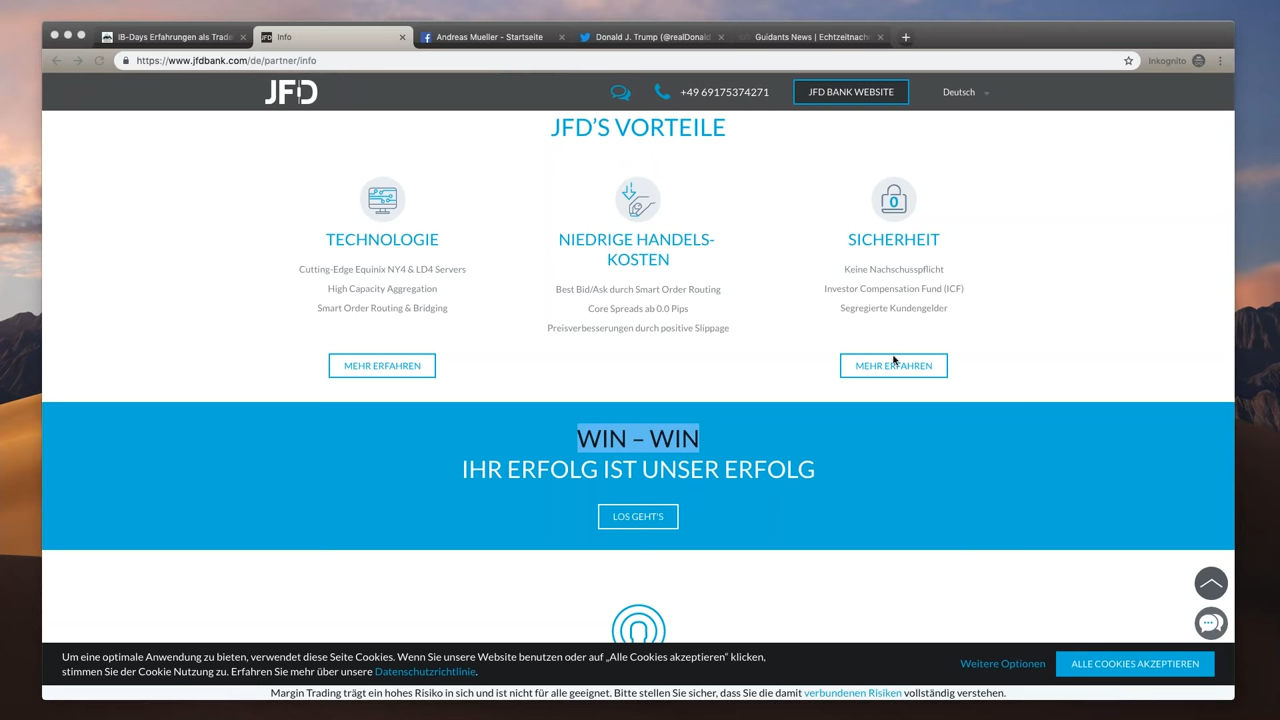 IB-Days Erfahrungen als Trade
Info
Andreas Mueller - Startseite
Donald J. Trump (@realDonald
Guidants News | Echtzeitnach
https://www.jfdbank.com/de/partner/info
Inkognito
JFD
+49 69175374271
JFD BANK WEBSITE
Deutsch
JFD'S VORTEILE
TECHNOLOGIE
Cutting-Edge Equinix NY4 & LD4 Servers
High Capacity Aggregation
Smart Order Routing & Bridging
MEHR ERFAHREN
NIEDRIGE HANDELS-
KOSTEN
Best Bid/Ask durch Smart Order Routing
Core Spreads ab 0.0 Pips
Preisverbesserungen durch positive Slippage
SICHERHEIT
Keine Nachschusspflicht
Investor Compensation Fund (ICF)
Segregierte Kundengelder
MEHR ERFAHREN
WIN – WIN
IHR ERFOLG IST UNSER ERFOLG
LOS GEHT'S
Um eine optimale Anwendung zu bieten, verwendet diese Seite Cookies. Wenn Sie unsere Website benutzen oder auf „Alle Cookies akzeptieren" klicken,
stimmen Sie der Cookie Nutzung zu. Erfahren Sie mehr über unsere Datenschutzrichtlinie.
Weitere Optionen
ALLE COOKIES AKZEPTIEREN
Margin Trading trägt ein hohes Risiko in sich und ist nicht für alle geeignet. Bitte stellen Sie sicher, dass Sie die damit verbundenen Risiken vollständig verstehen.